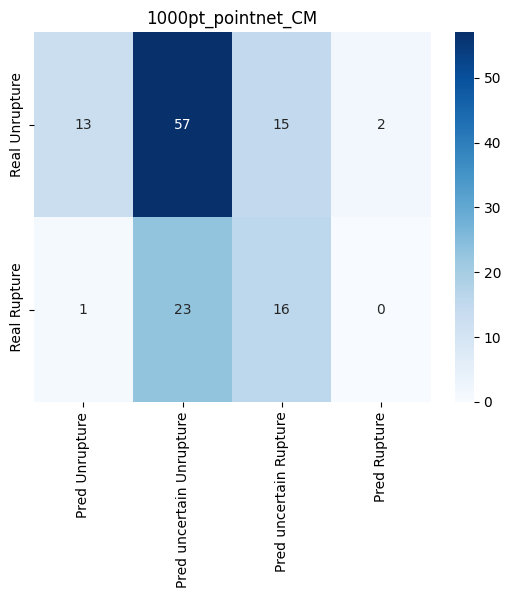 1000pt_pointnet_CM
Real Unrupture
13
57
15
2
Real Rupture
1
23
16
0
Pred Unrupture
Pred uncertain Unrupture
Pred uncertain Rupture
Pred Rupture
50
40
30
20
10
0